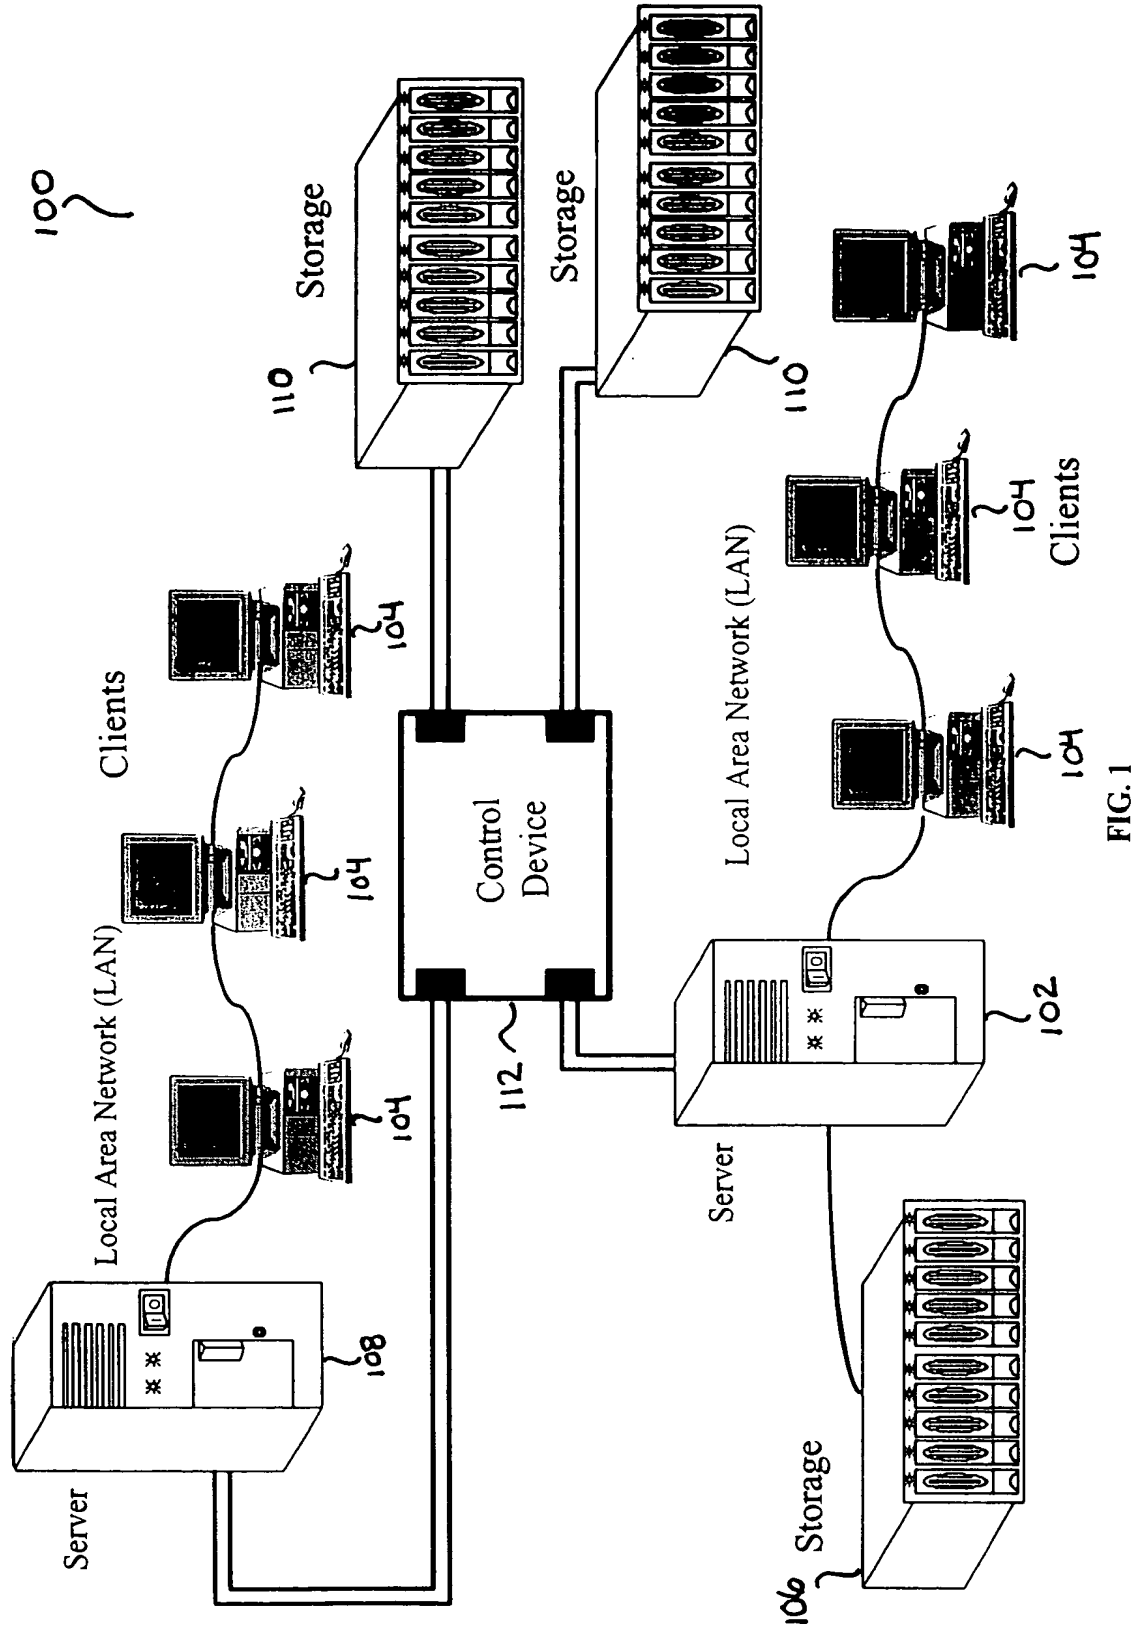 100
Server
Local Area Network (LAN)
Clients
110
Storage
108
104
104
104
Control
Device
112
Storage
Server
Local Area Network (LAN)
110
106
Storage
102
104
104
104
Clients
FIG. 1